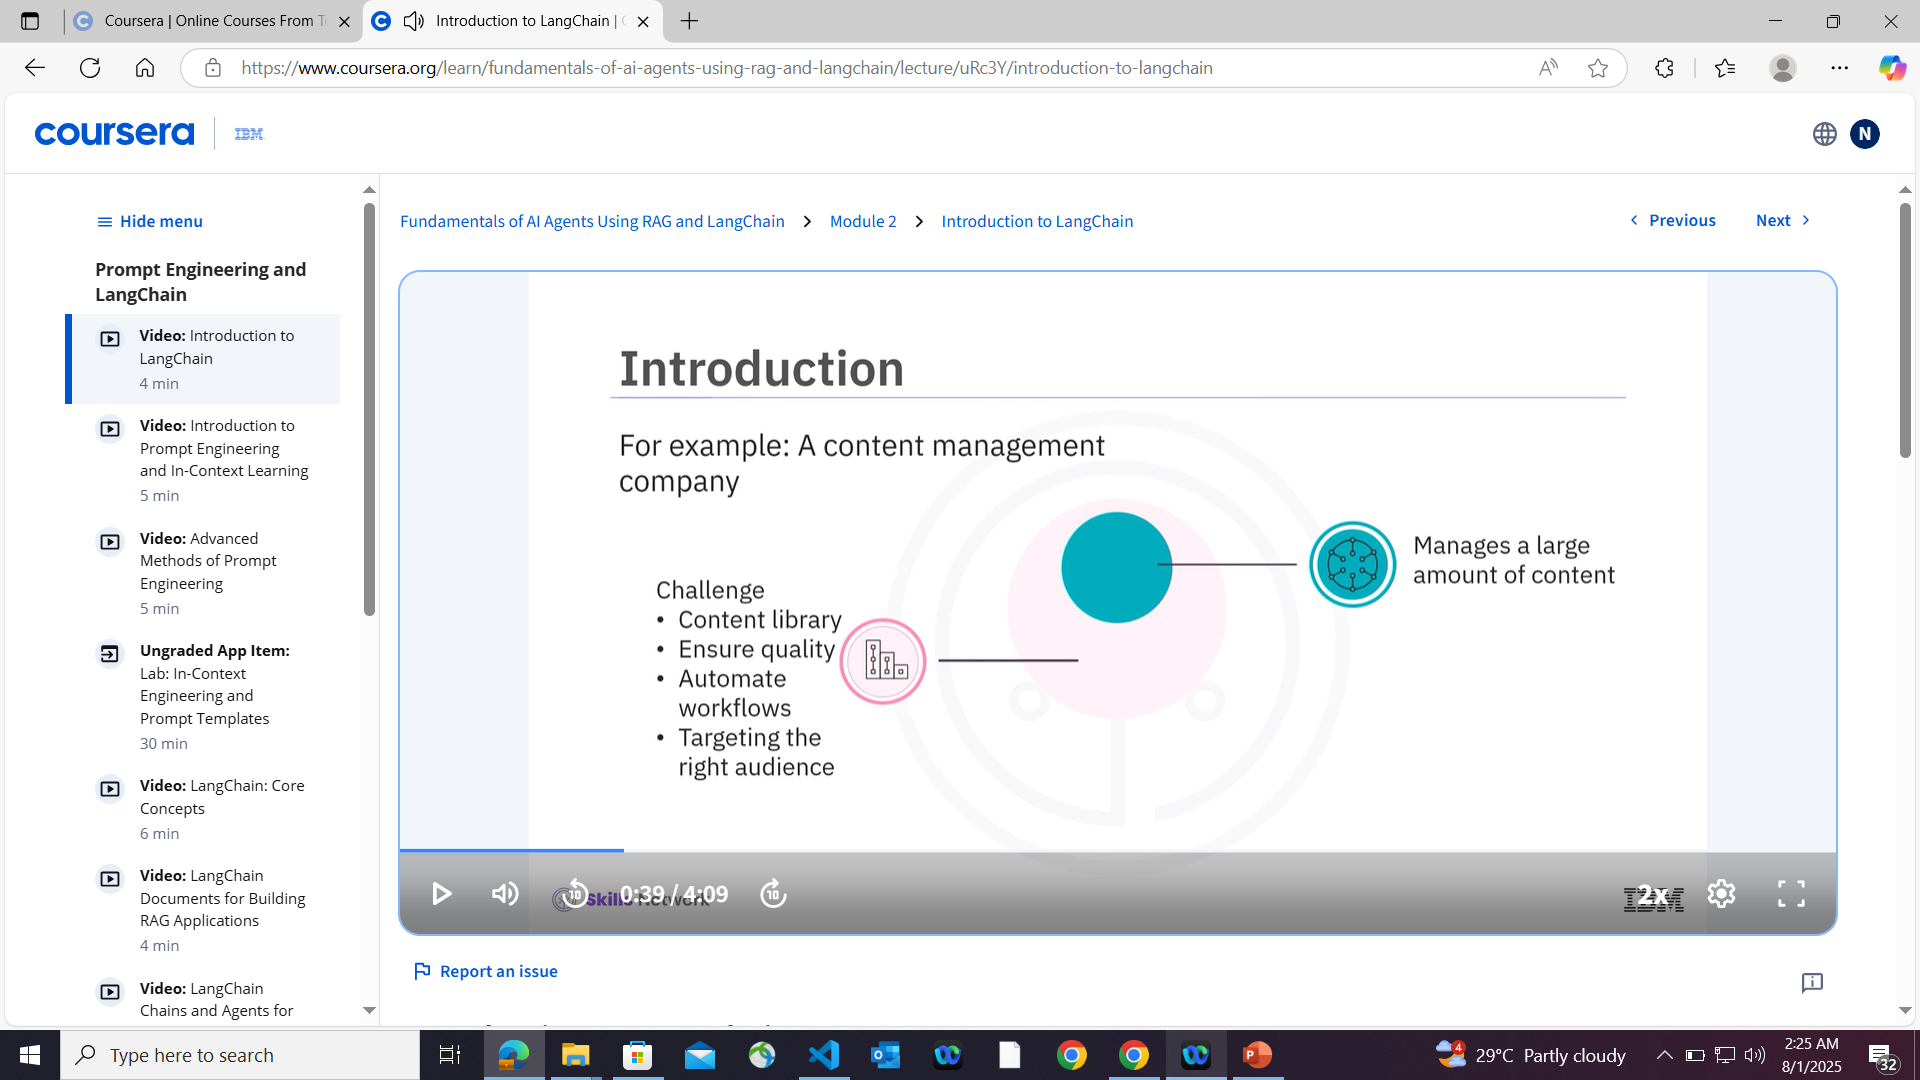 Coursera | Online Courses From To
Introduction to LangChain | C
https://www.coursera.org/learn/fundamentals-of-ai-agents-using-rag-and-langchain/lecture/uRc3Y/introduction-to-langchain
coursera
IBM
N
Hide menu
Prompt Engineering and
LangChain
Video: Introduction to
LangChain
4 min
Video: Introduction to
Prompt Engineering
and In-Context Learning
5 min
Video: Advanced
Methods of Prompt
Engineering
5 min
Ungraded App Item:
Lab: In-Context
Engineering and
Prompt Templates
30 min
Video: LangChain: Core
Concepts
6 min
Video: LangChain
Documents for Building
RAG Applications
4 min
Video: LangChain
Chains and Agents for
Fundamentals of AI Agents Using RAG and LangChain > Module 2 > Introduction to LangChain
Previous
Next
Introduction
For example: A content management
company
Manages a large
amount of content
Challenge
• Content library
• Ensure quality
• Automate
workflows
• Targeting the
right audience
10
0:39 / 4:09
10
Skills Network
IBM
2x
Report an issue
Type here to search
4
29°C Partly cloudy
2:25 AM
8/1/2025
32